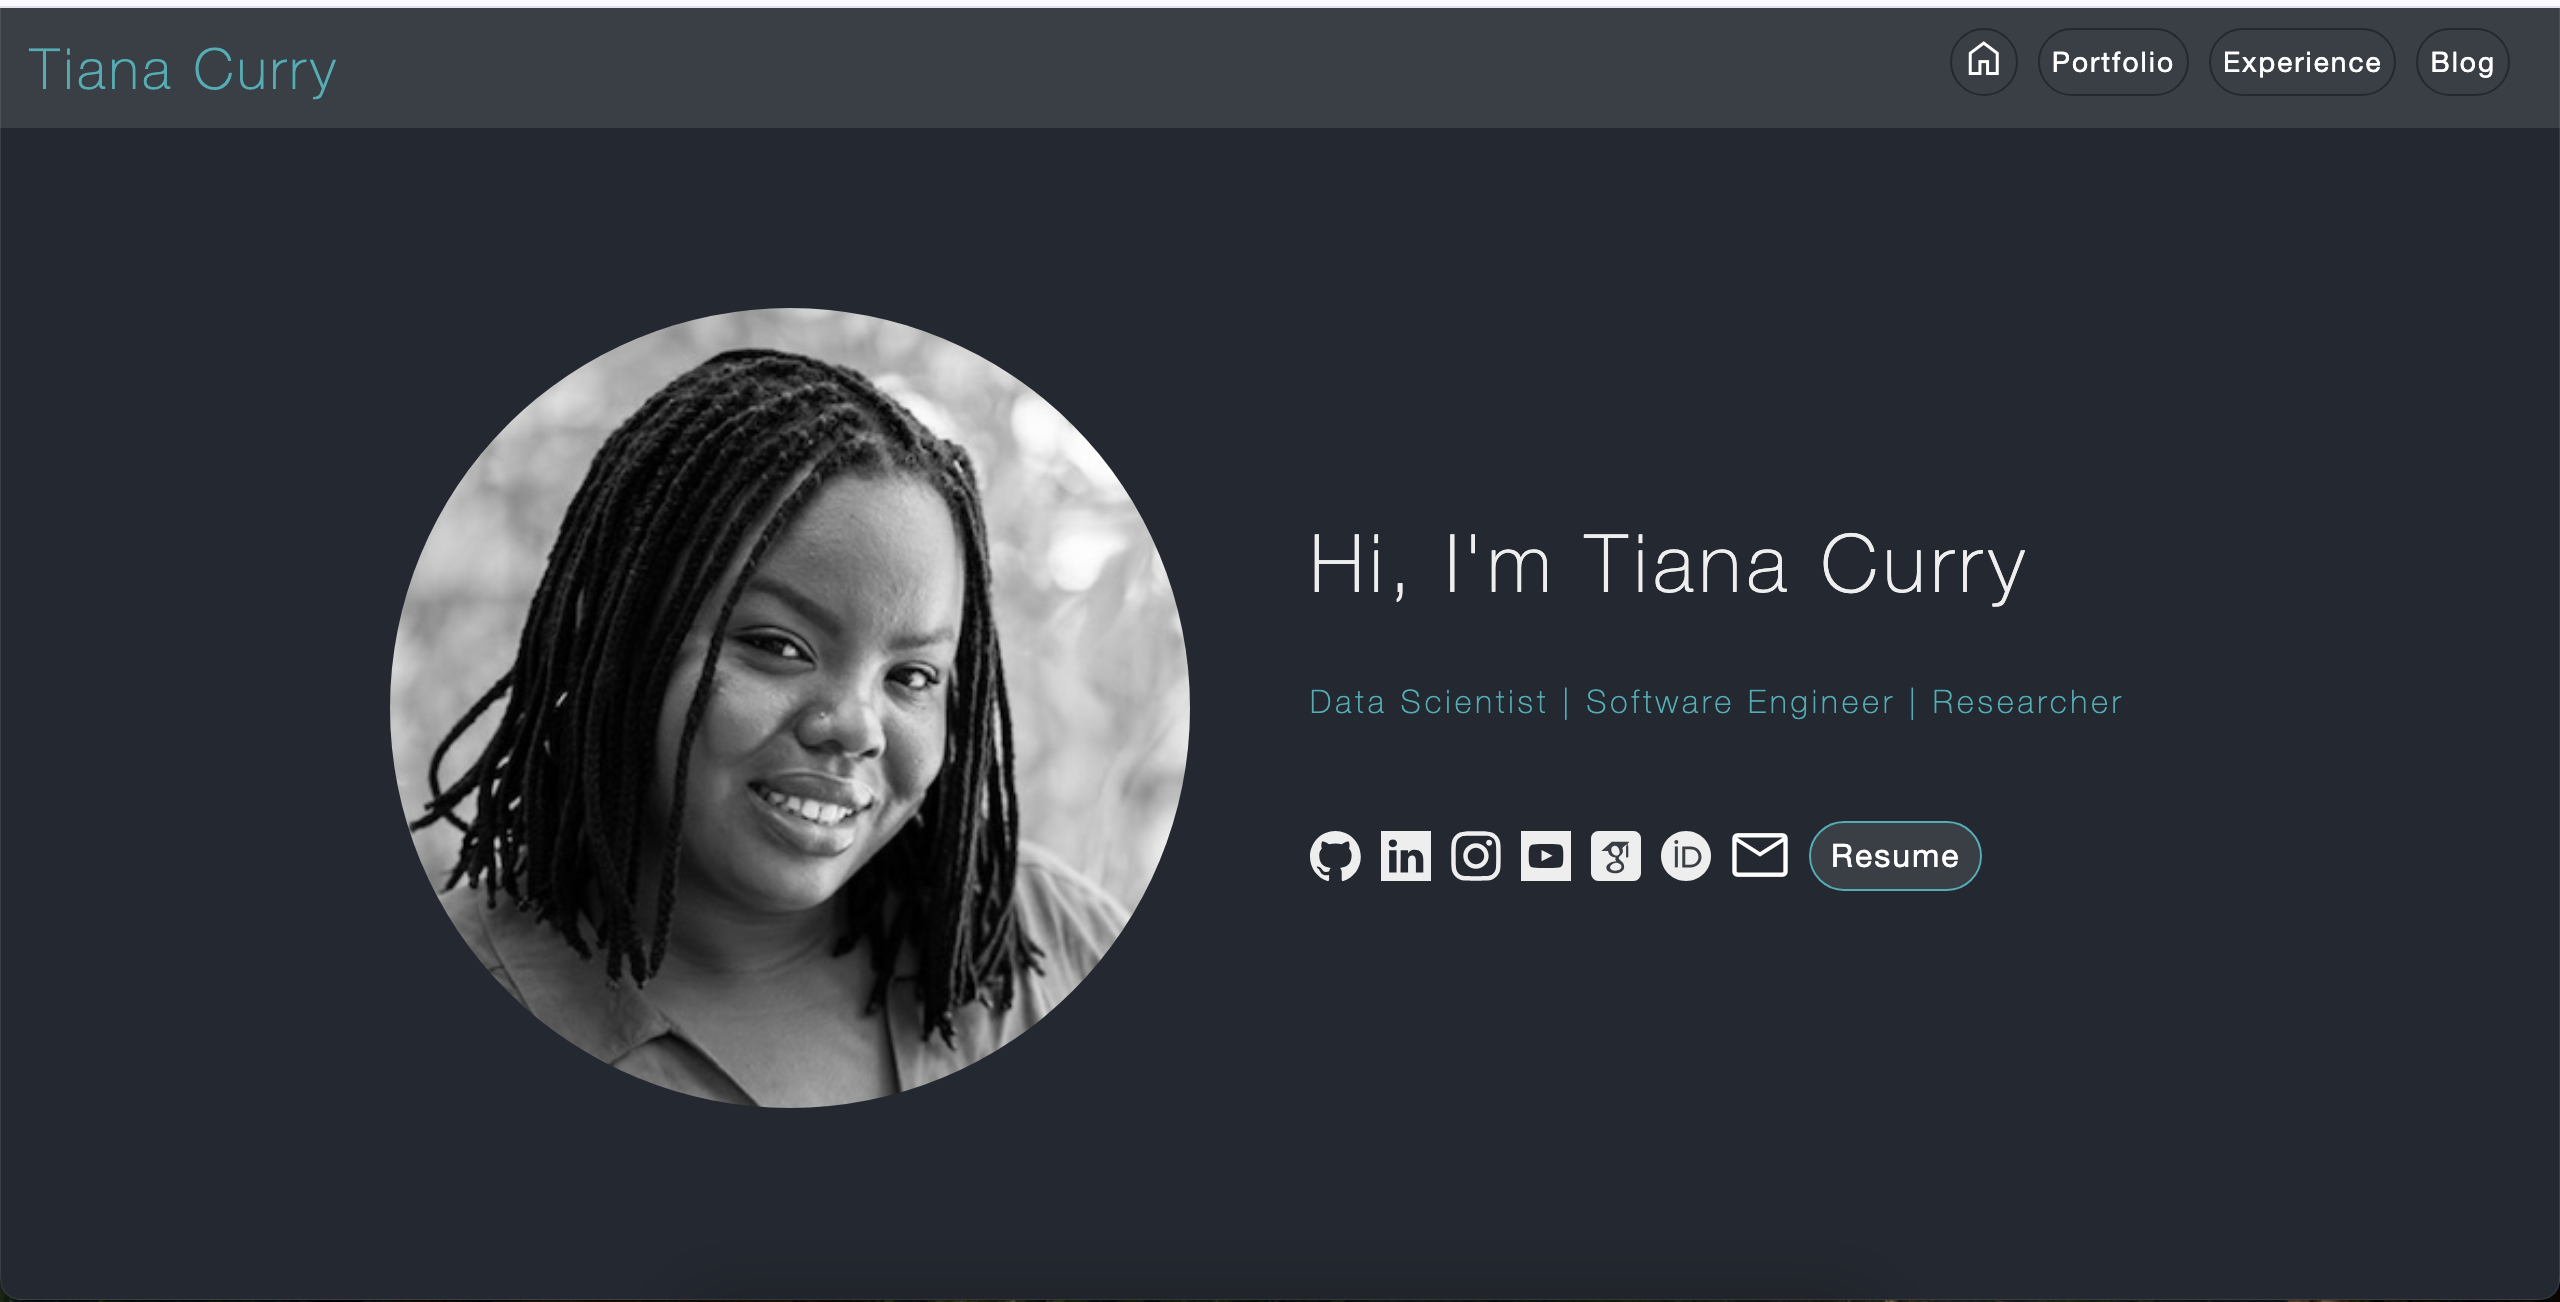 Tiana Curry
Portfolio Experience Blog
Hi, I'm Tiana Curry
Data Scientist | Software Engineer | Researcher
in iD Resume